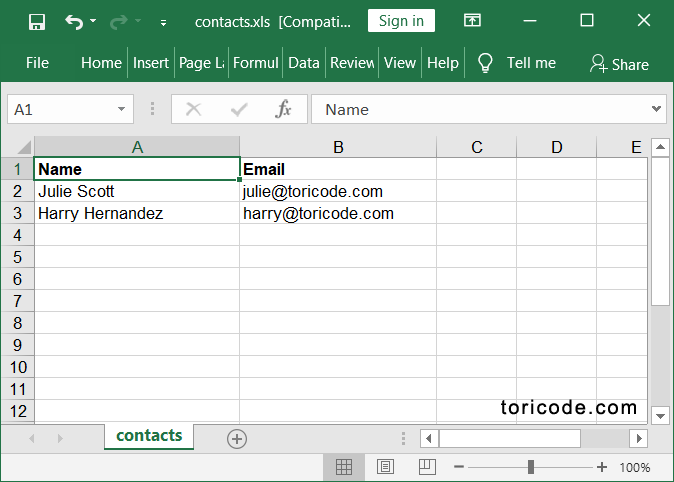 contacts.xls [Compati... Sign in
File Home Insert Page La Formul Data Review View Help Tell me Share
A1 fx Name
A B C D E
1 Name Email
2 Julie Scott julie@toricode.com
3 Harry Hernandez harry@toricode.com
4
5
6
7
8
9
10
11
12
toricode.com
contacts
100%